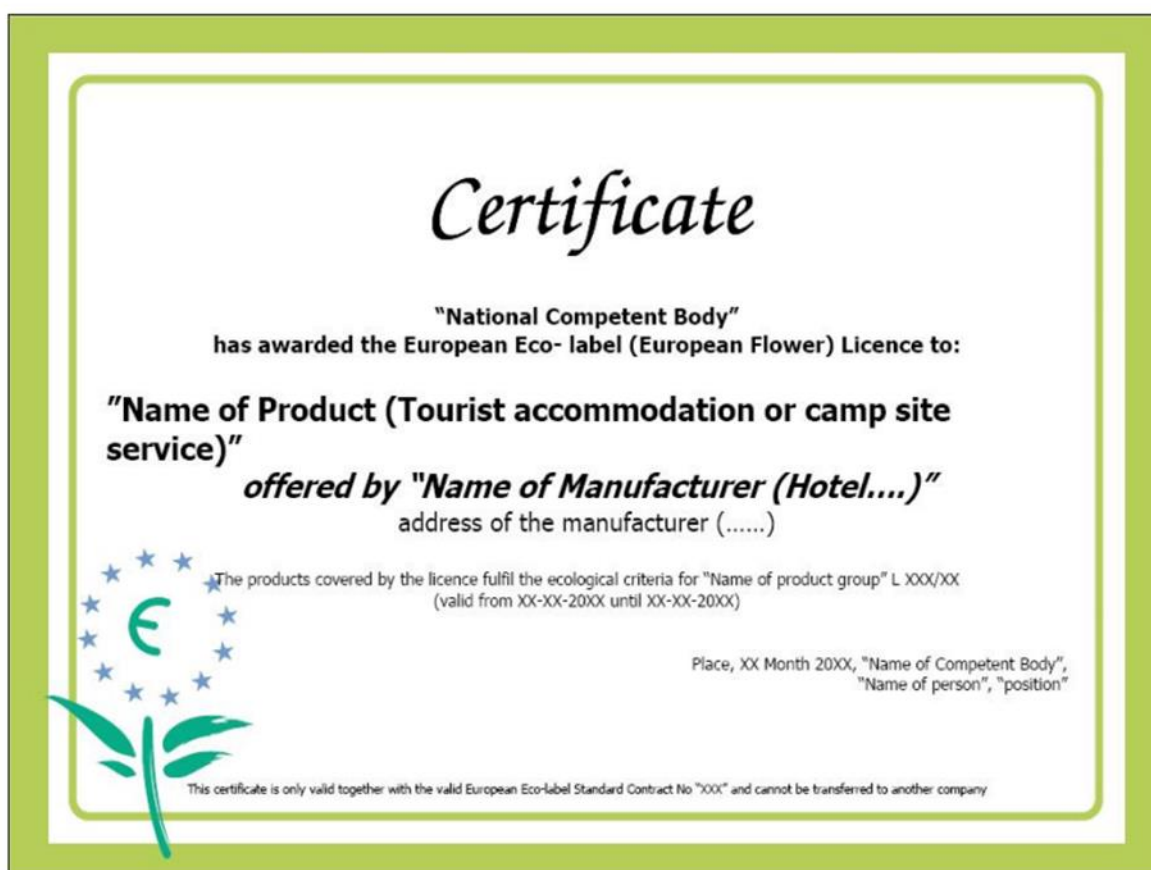 Certificate
“National Competent Body”
has awarded the European Eco- label (European Flower) Licence to:
”Name of Product (Tourist accommodation or camp site
service)”
offered by “Name of Manufacturer (Hotel....)”
address of the manufacturer (......)
The products covered by the licence fulfil the ecological criteria for “Name of product group” L XXX/XX
(valid from XX-XX-20XX until XX-XX-20XX)
Place, XX Month 20XX, “Name of Competent Body”,
“Name of person”, “position”
This certificate is only valid together with the valid European Eco-label Standard Contract No “XXX” and cannot be transferred to another company